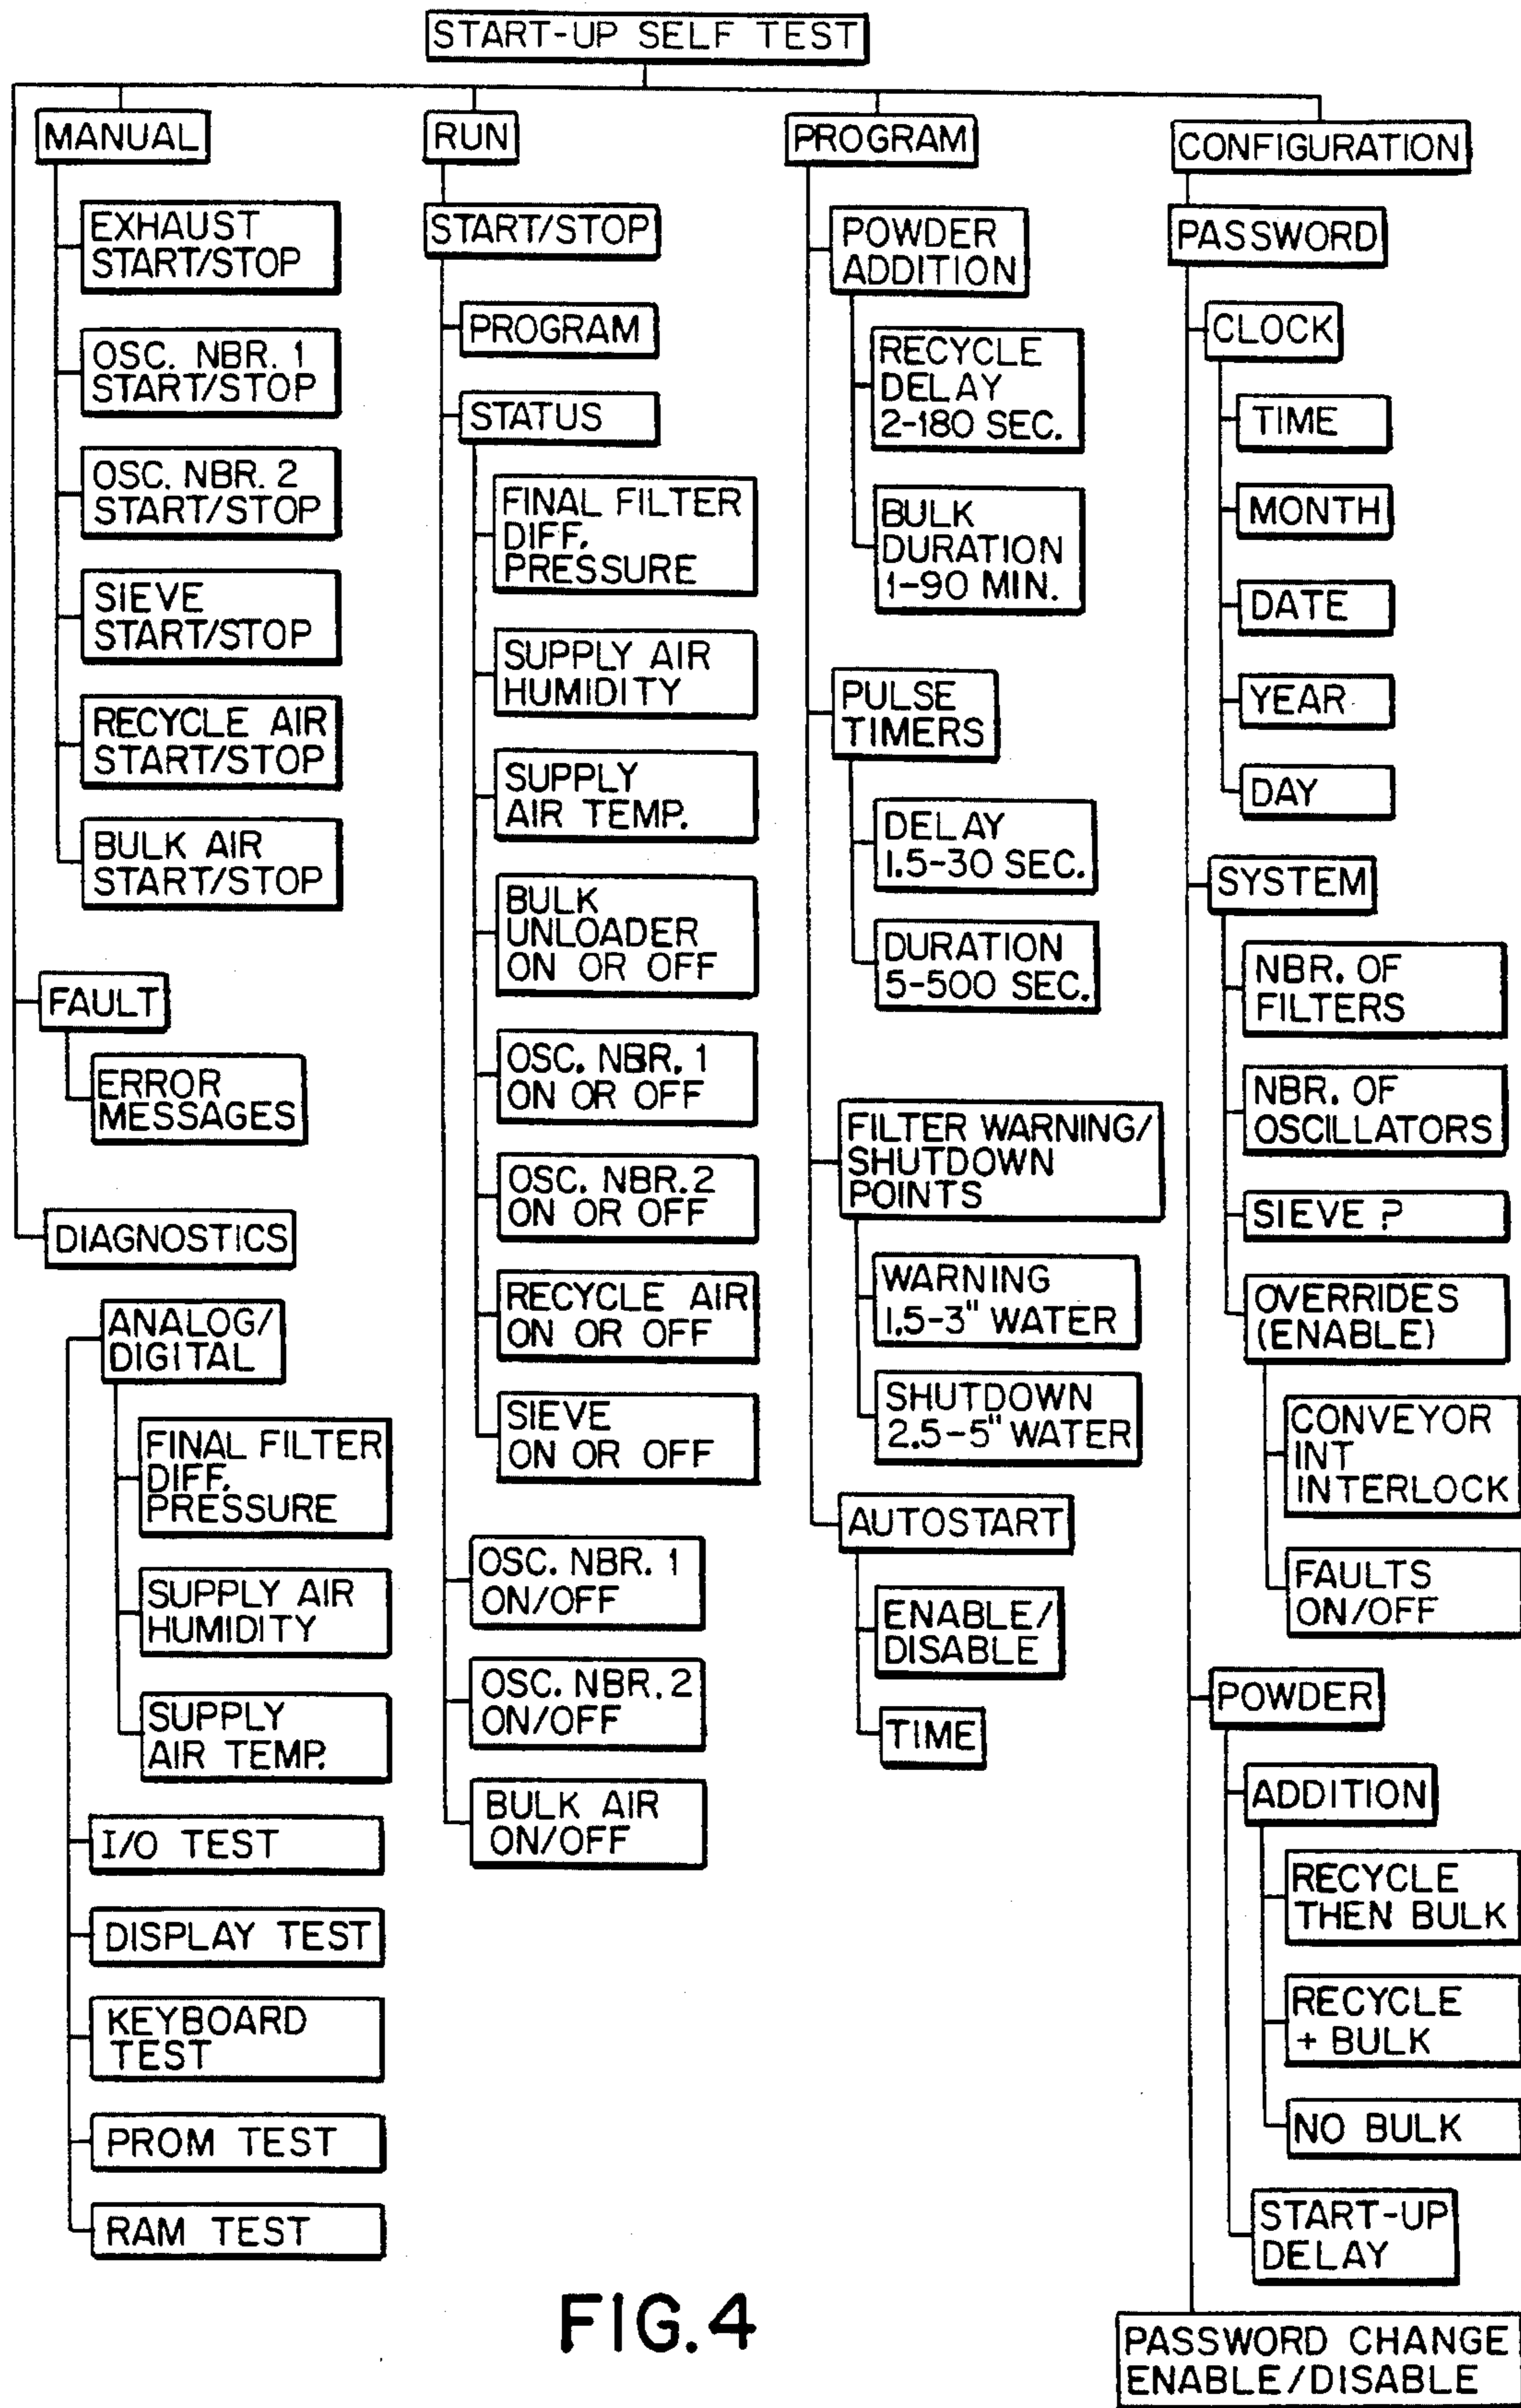 START-UP SELF TEST
MANUAL
EXHAUST
START/STOP
OSC. NBR. 1
START/STOP
OSC. NBR. 2
START/STOP
SIEVE
START/STOP
RECYCLE AIR
START/STOP
BULK AIR
START/STOP
FAULT
ERROR
MESSAGES
DIAGNOSTICS
ANALOG/
DIGITAL
FINAL FILTER
DIFF.
PRESSURE
SUPPLY AIR
HUMIDITY
SUPPLY
AIR TEMP.
I/O TEST
DISPLAY TEST
KEYBOARD
TEST
PROM TEST
RAM TEST
RUN
START/STOP
PROGRAM
STATUS
FINAL FILTER
DIFF.
PRESSURE
SUPPLY AIR
HUMIDITY
SUPPLY
AIR TEMP.
BULK
UNLOADER
ON OR OFF
OSC. NBR. 1
ON OR OFF
OSC. NBR. 2
ON OR OFF
RECYCLE AIR
ON OR OFF
SIEVE
ON OR OFF
OSC. NBR. 1
ON/OFF
OSC. NBR. 2
ON/OFF
BULK AIR
ON/OFF
PROGRAM
POWDER
ADDITION
RECYCLE
DELAY
2-180 SEC.
BULK
DURATION
1-90 MIN.
PULSE
TIMERS
DELAY
1.5-30 SEC.
DURATION
5-500 SEC.
FILTER WARNING/
SHUTDOWN
POINTS
WARNING
1.5-3" WATER
SHUTDOWN
2.5-5" WATER
AUTOSTART
ENABLE/
DISABLE
TIME
CONFIGURATION
PASSWORD
CLOCK
TIME
MONTH
DATE
YEAR
DAY
SYSTEM
NBR. OF
FILTERS
NBR. OF
OSCILLATORS
SIEVE ?
OVERRIDES
(ENABLE)
CONVEYOR
INT
INTERLOCK
FAULTS
ON/OFF
POWDER
ADDITION
RECYCLE
THEN BULK
RECYCLE
+ BULK
NO BULK
START-UP
DELAY
PASSWORD CHANGE
ENABLE/DISABLE
FIG.4